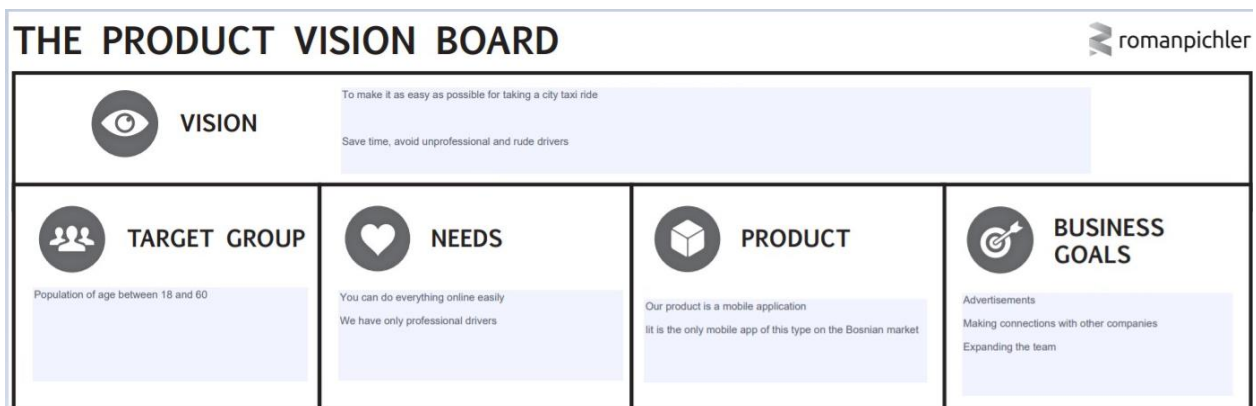 THE PRODUCT VISION BOARD
romanpichler
VISION
To make it as easy as possible for taking a city taxi ride
Save time, avoid unprofessional and rude drivers
TARGET GROUP
Population of age between 18 and 60
NEEDS
You can do everything online easily
We have only professional drivers
PRODUCT
Our product is a mobile application
Iit is the only mobile app of this type on the Bosnian market
BUSINESS
GOALS
Advertisements
Making connections with other companies
Expanding the team